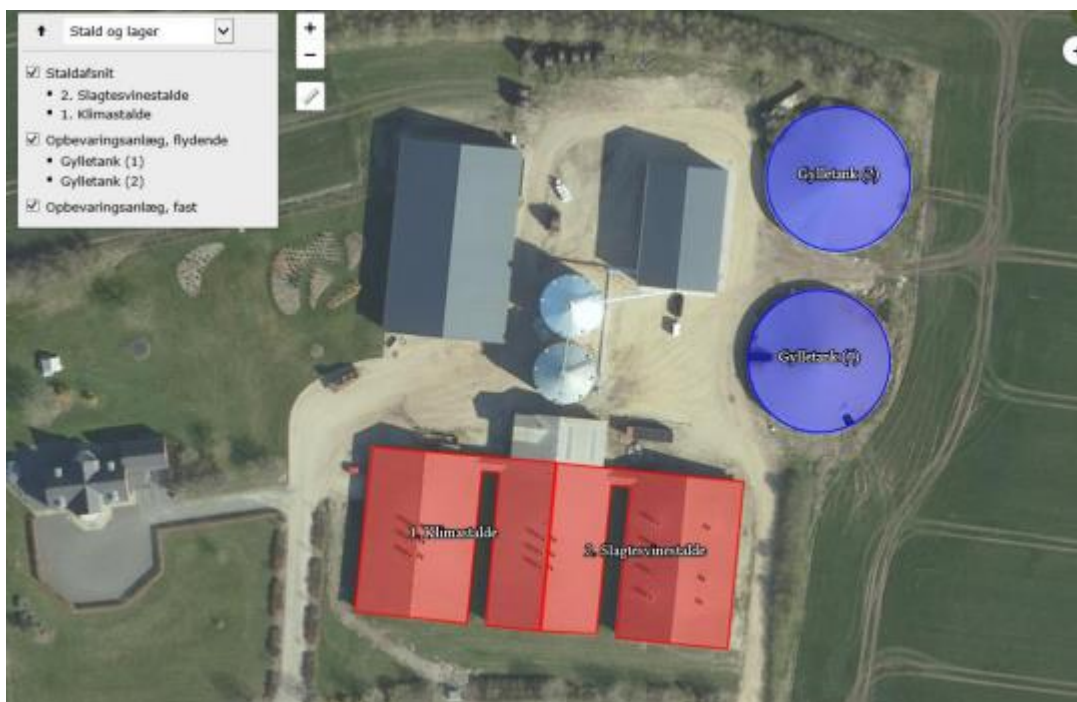 Stald og lager
Staldafsnit
2. Slagtesvinestalde
1. Klimastalde
Opbevaringsanlæg, flydende
Gylletank (1)
Gylletank (2)
Opbevaringsanlæg, fast
Gylletank
Gylletank
1. Klimastalde
2. Slagtesvinestalde